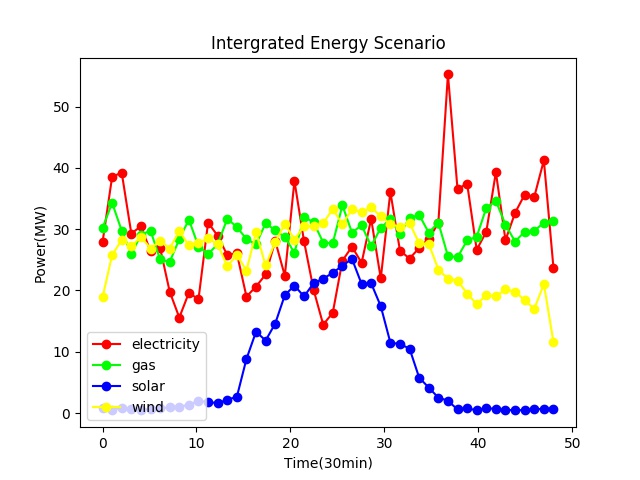 Intergrated Energy Scenario
Power(MW)
50
40
30
20
10
0
electricity
gas
solar
wind
0 10 20 30 40 50
Time(30min)